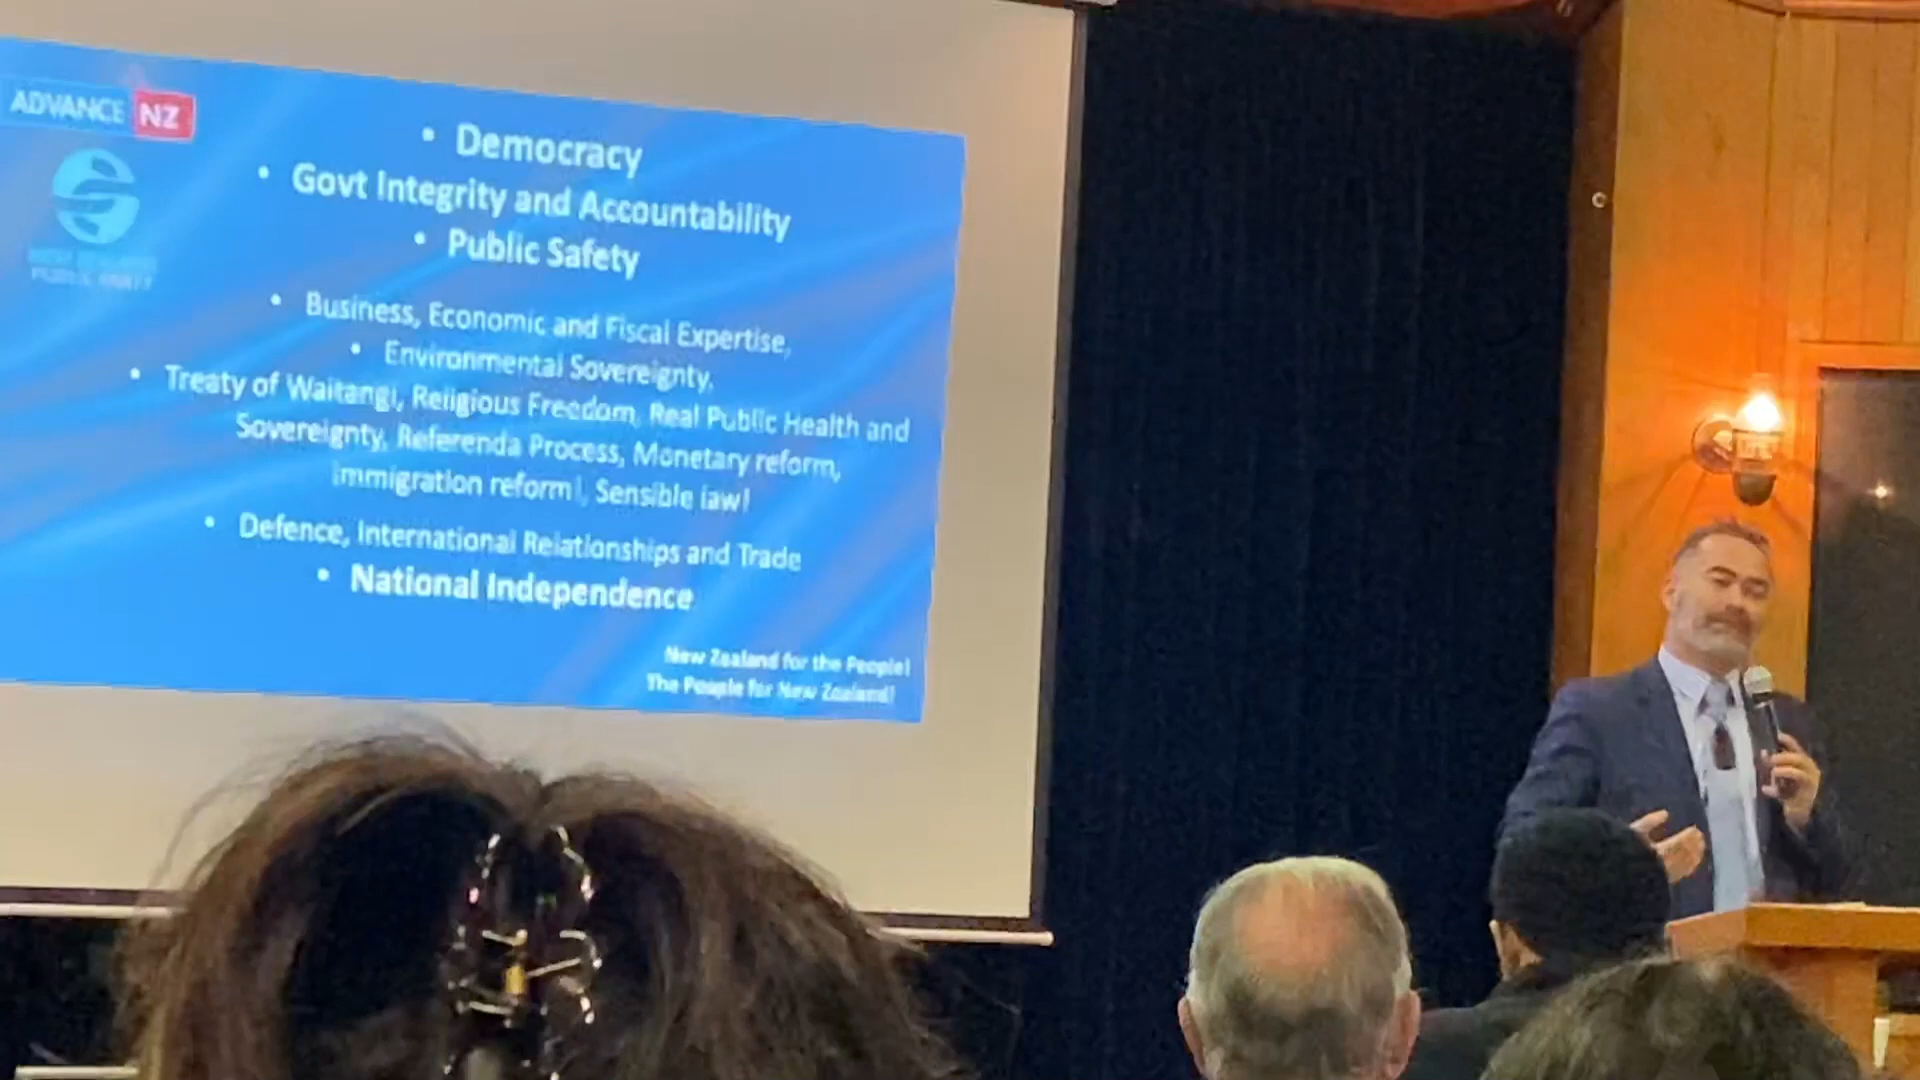 ADVANCE NZ
• Democracy
• Govt Integrity and Accountability
• Public Safety
PUBLIC PARTY
• Business, Economic and Fiscal Expertise,
• Environmental Sovereignty,
• Treaty of Waitangi, Religious Freedom, Real Public Health and
Sovereignty, Referenda Process, Monetary reform,
immigration reform!, Sensible law!
• Defence, International Relationships and Trade
• National Independence
New Zealand for the People!
The People for New Zealand!